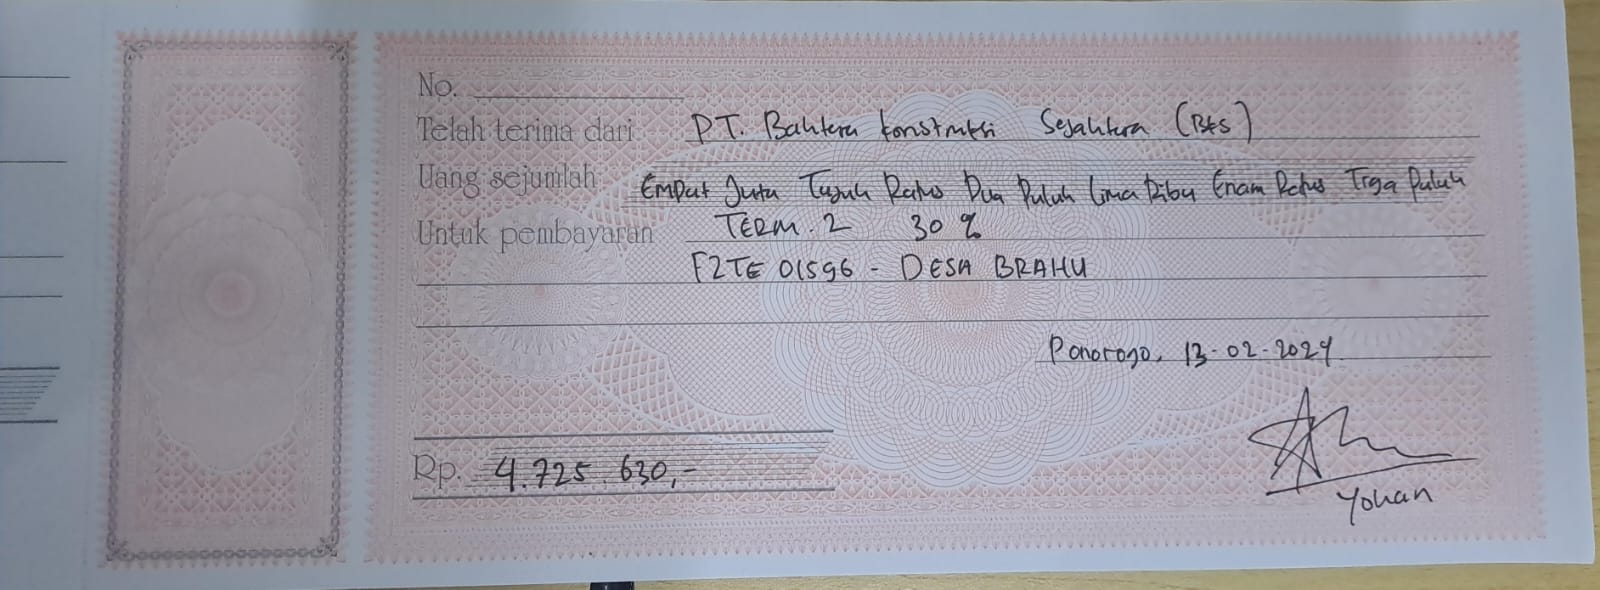 No.
Telah terima dari PT. Bahtera Konstruksi Sejahtera (BKS)
Uang sejumlah Empat Juta Tujuh Ratus Dua Puluh Lima Ribu Enam Ratus Tiga Puluh
Untuk pembayaran TERM. 2 30 %
F2TE 01596 - DESA BRAHU
Ponorogo, 13-02-2024
Rp. 4.725.630,-
Yohan